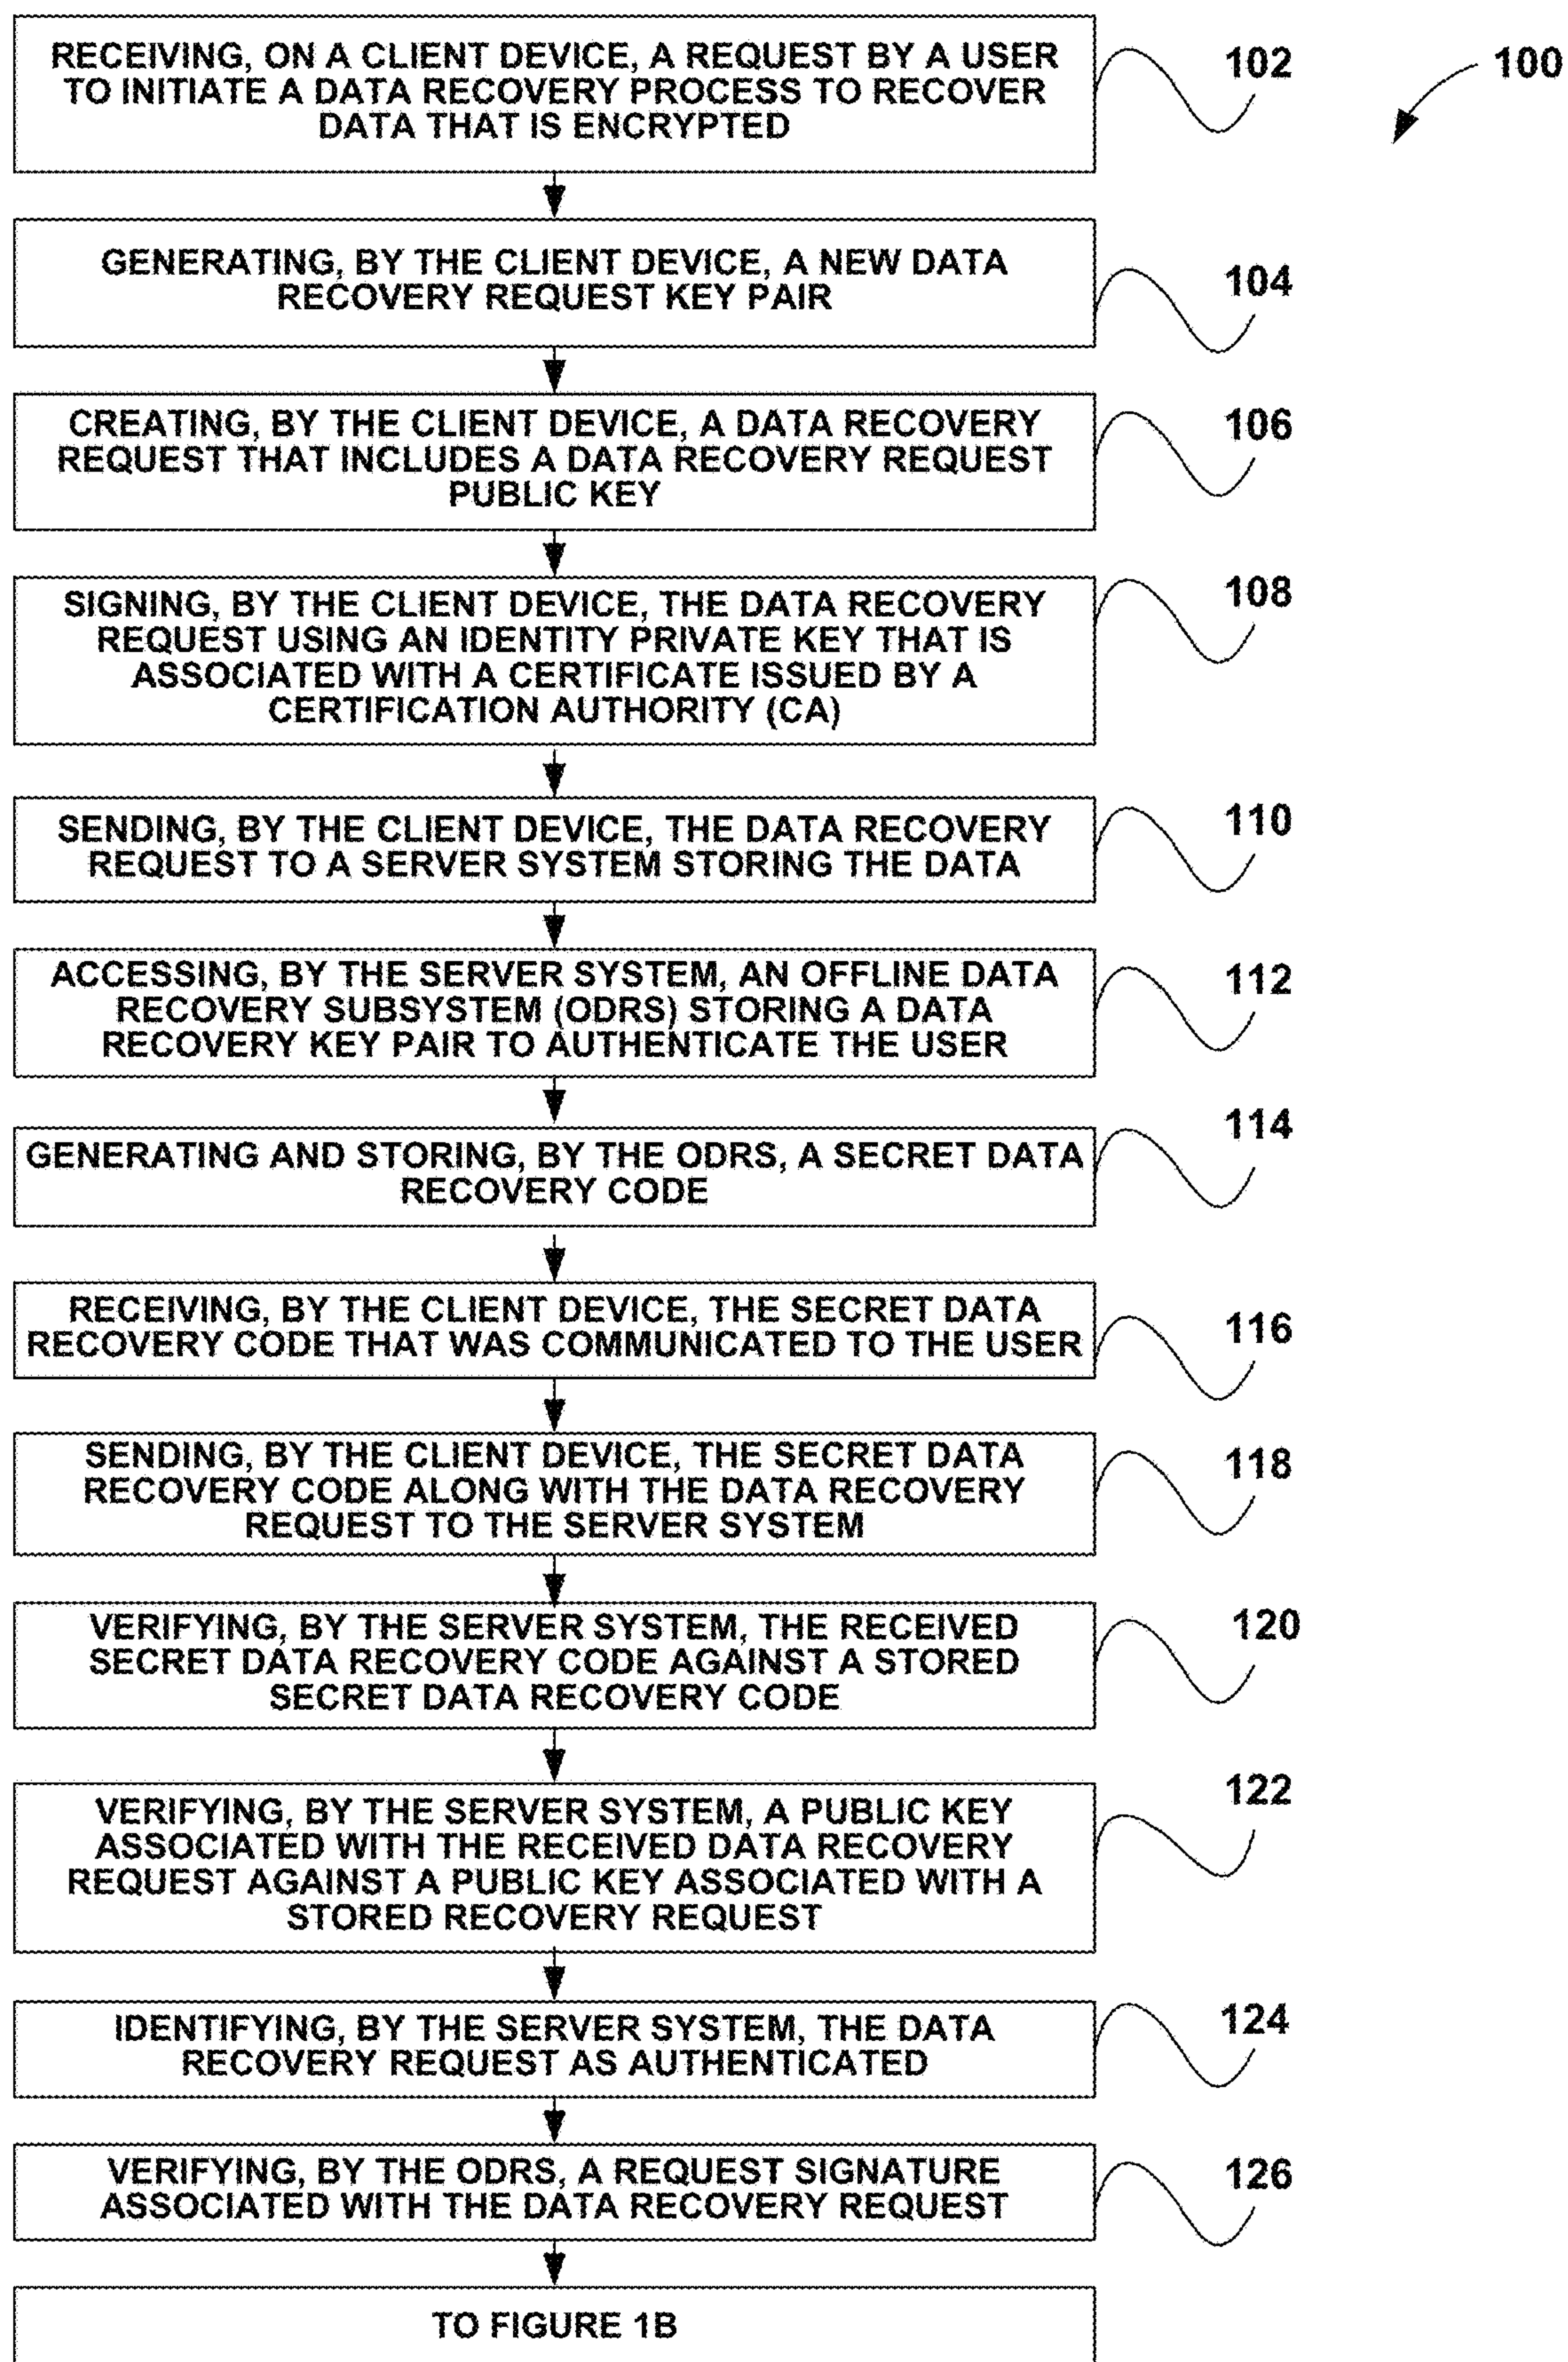 RECEIVING, ON A CLIENT DEVICE, A REQUEST BY A USER
TO INITIATE A DATA RECOVERY PROCESS TO RECOVER
DATA THAT IS ENCRYPTED
102
100
GENERATING, BY THE CLIENT DEVICE, A NEW DATA
RECOVERY REQUEST KEY PAIR
104
CREATING, BY THE CLIENT DEVICE, A DATA RECOVERY
REQUEST THAT INCLUDES A DATA RECOVERY REQUEST
PUBLIC KEY
106
SIGNING, BY THE CLIENT DEVICE, THE DATA RECOVERY
REQUEST USING AN IDENTITY PRIVATE KEY THAT IS
ASSOCIATED WITH A CERTIFICATE ISSUED BY A
CERTIFICATION AUTHORITY (CA)
108
SENDING, BY THE CLIENT DEVICE, THE DATA RECOVERY
REQUEST TO A SERVER SYSTEM STORING THE DATA
110
ACCESSING, BY THE SERVER SYSTEM, AN OFFLINE DATA
RECOVERY SUBSYSTEM (ODRS) STORING A DATA
RECOVERY KEY PAIR TO AUTHENTICATE THE USER
112
GENERATING AND STORING, BY THE ODRS, A SECRET DATA
RECOVERY CODE
114
RECEIVING, BY THE CLIENT DEVICE, THE SECRET DATA
RECOVERY CODE THAT WAS COMMUNICATED TO THE USER
116
SENDING, BY THE CLIENT DEVICE, THE SECRET DATA
RECOVERY CODE ALONG WITH THE DATA RECOVERY
REQUEST TO THE SERVER SYSTEM
118
VERIFYING, BY THE SERVER SYSTEM, THE RECEIVED
SECRET DATA RECOVERY CODE AGAINST A STORED
SECRET DATA RECOVERY CODE
120
VERIFYING, BY THE SERVER SYSTEM, A PUBLIC KEY
ASSOCIATED WITH THE RECEIVED DATA RECOVERY
REQUEST AGAINST A PUBLIC KEY ASSOCIATED WITH A
STORED RECOVERY REQUEST
122
IDENTIFYING, BY THE SERVER SYSTEM, THE DATA
RECOVERY REQUEST AS AUTHENTICATED
124
VERIFYING, BY THE ODRS, A REQUEST SIGNATURE
ASSOCIATED WITH THE DATA RECOVERY REQUEST
126
TO FIGURE 1B